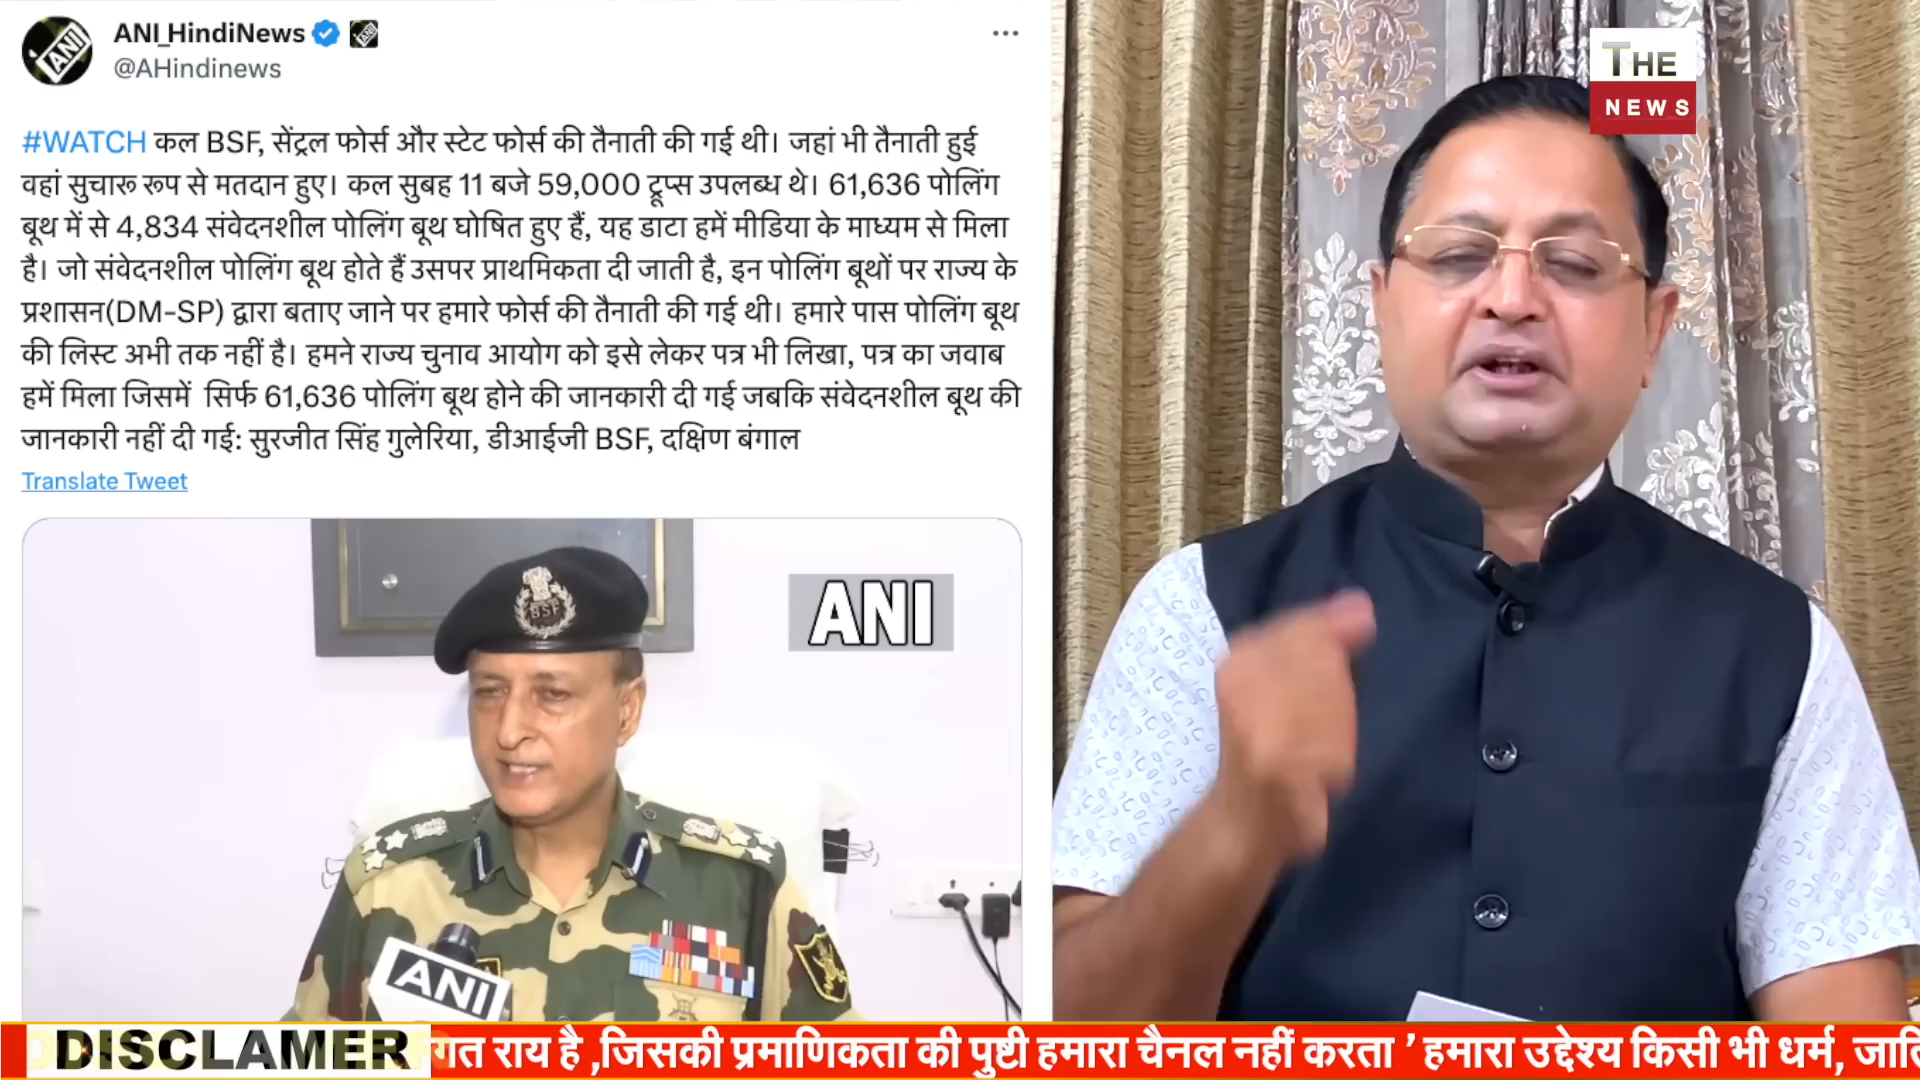 ANI_HindiNews
@AHindinews
#WATCH कल BSF, सेंट्रल फोर्स और स्टेट फोर्स की तैनाती की गई थी। जहां भी तैनाती हुई
वहां सुचारू रूप से मतदान हुए। कल सुबह 11 बजे 59,000 ट्रूप्स उपलब्ध थे। 61,636 पोलिंग
बूथ में से 4,834 संवेदनशील पोलिंग बूथ घोषित हुए हैं, यह डाटा हमें मीडिया के माध्यम से मिला
है। जो संवेदनशील पोलिंग बूथ होते हैं उसपर प्राथमिकता दी जाती है, इन पोलिंग बूथों पर राज्य के
प्रशासन(DM-SP) द्वारा बताए जाने पर हमारे फोर्स की तैनाती की गई थी। हमारे पास पोलिंग बूथ
की लिस्ट अभी तक नहीं है। हमने राज्य चुनाव आयोग को इसे लेकर पत्र भी लिखा, पत्र का जवाब
हमें मिला जिसमें सिर्फ 61,636 पोलिंग बूथ होने की जानकारी दी गई जबकि संवेदनशील बूथ की
जानकारी नहीं दी गई: सुरजीत सिंह गुलेरिया, डीआईजी BSF, दक्षिण बंगाल
Translate Tweet
ANI
BSF
ANI
THE
NEWS
DISCLAMER
गत राय है ,जिसकी प्रमाणिकता की पुष्टी हमारा चैनल नहीं करता ' हमारा उद्देश्य किसी भी धर्म,